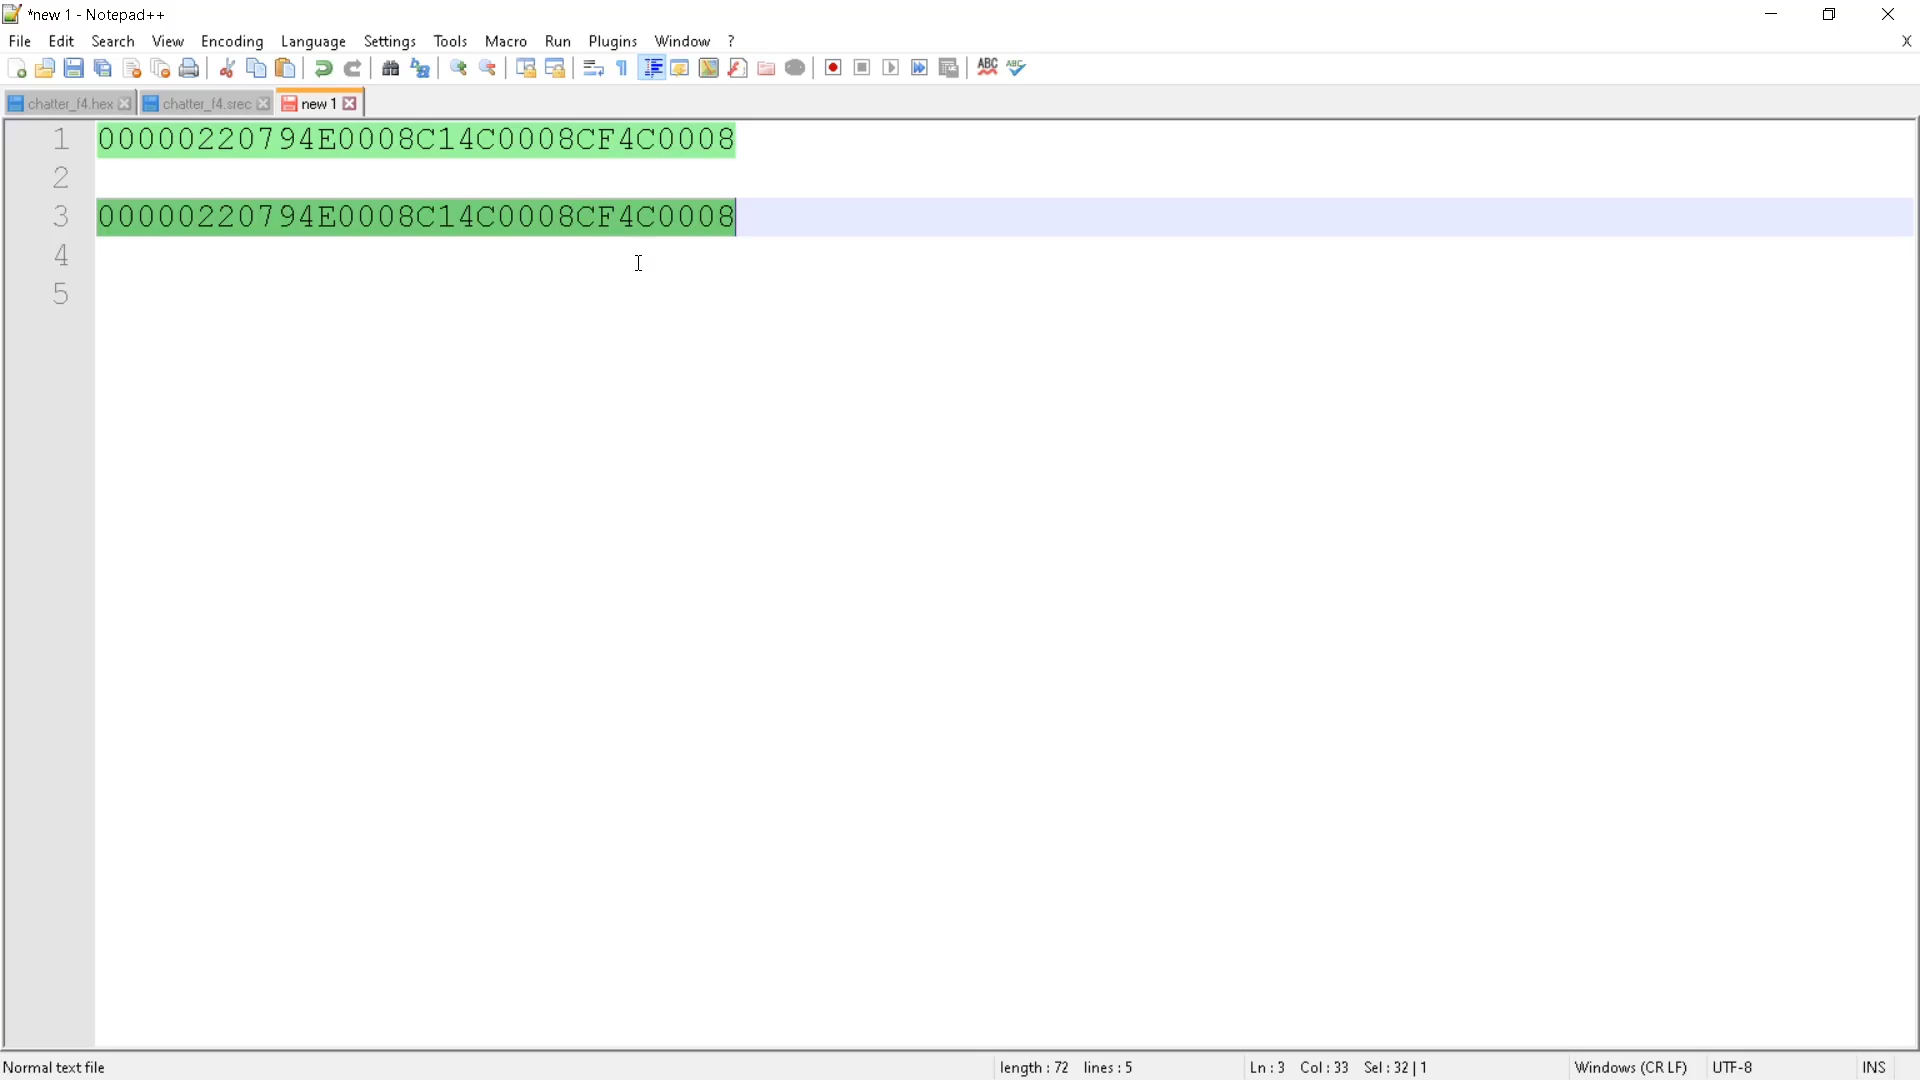 *new 1 - Notepad++
File Edit Search View Encoding Language Settings Tools Macro Run Plugins Window ?
X
ABC ABC
chatter_f4.hex chatter_f4.srec new 1
1 00000220794E0008C14C0008CF4C0008
2
3 00000220794E0008C14C0008CF4C0008
4
5
Normal text file length : 72 lines : 5 Ln : 3 Col : 33 Sel : 32 | 1 Windows (CR LF) UTF-8 INS